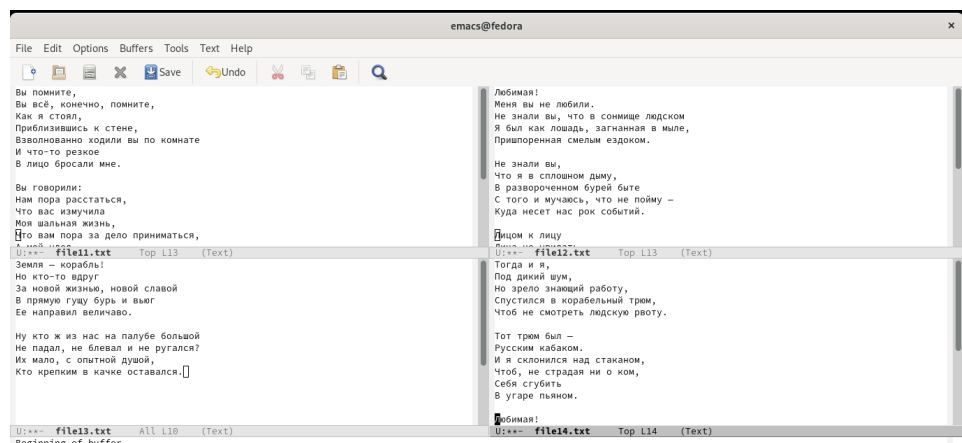 emacs@fedora
×
File Edit Options Buffers Tools Text Help
Save Undo
Вы помните,
Вы всё, конечно, помните,
Как я стоял,
Приблизившись к стене,
Взволнованно ходили вы по комнате
И что-то резкое
В лицо бросали мне.
Вы говорили:
Нам пора расстаться,
Что вас измучила
Моя шальная жизнь,
Что вам пора за дело приниматься,
А мой удел
U:**- file11.txt Top L13 (Text)
Любимая!
Меня вы не любили.
Не знали вы, что в сонмище людском
Я был как лошадь, загнанная в мыле,
Пришпоренная смелым ездоком.
Не знали вы,
Что я в сплошном дыму,
В развороченном бурей быте
С того и мучаюсь, что не пойму —
Куда несет нас рок событий.
Лицом к лицу
Лица не увидать
U:**- file12.txt Top L13 (Text)
Земля — корабль!
Но кто-то вдруг
За новой жизнью, новой славой
В прямую гущу бурь и вьюг
Ее направил величаво.
Ну кто ж из нас на палубе большой
Не падал, не блевал и не ругался?
Их мало, с опытной душой,
Кто крепким в качке оставался.
U:**- file13.txt All L10 (Text)
Тогда и я,
Под дикий шум,
Но зрело знающий работу,
Спустился в корабельный трюм,
Чтоб не смотреть людскую рвоту.
Тот трюм был —
Русским кабаком.
И я склонился над стаканом,
Чтоб, не страдая ни о ком,
Себя сгубить
В угаре пьяном.
Любимая!
U:**- file14.txt Top L14 (Text)
Beginning of buffer